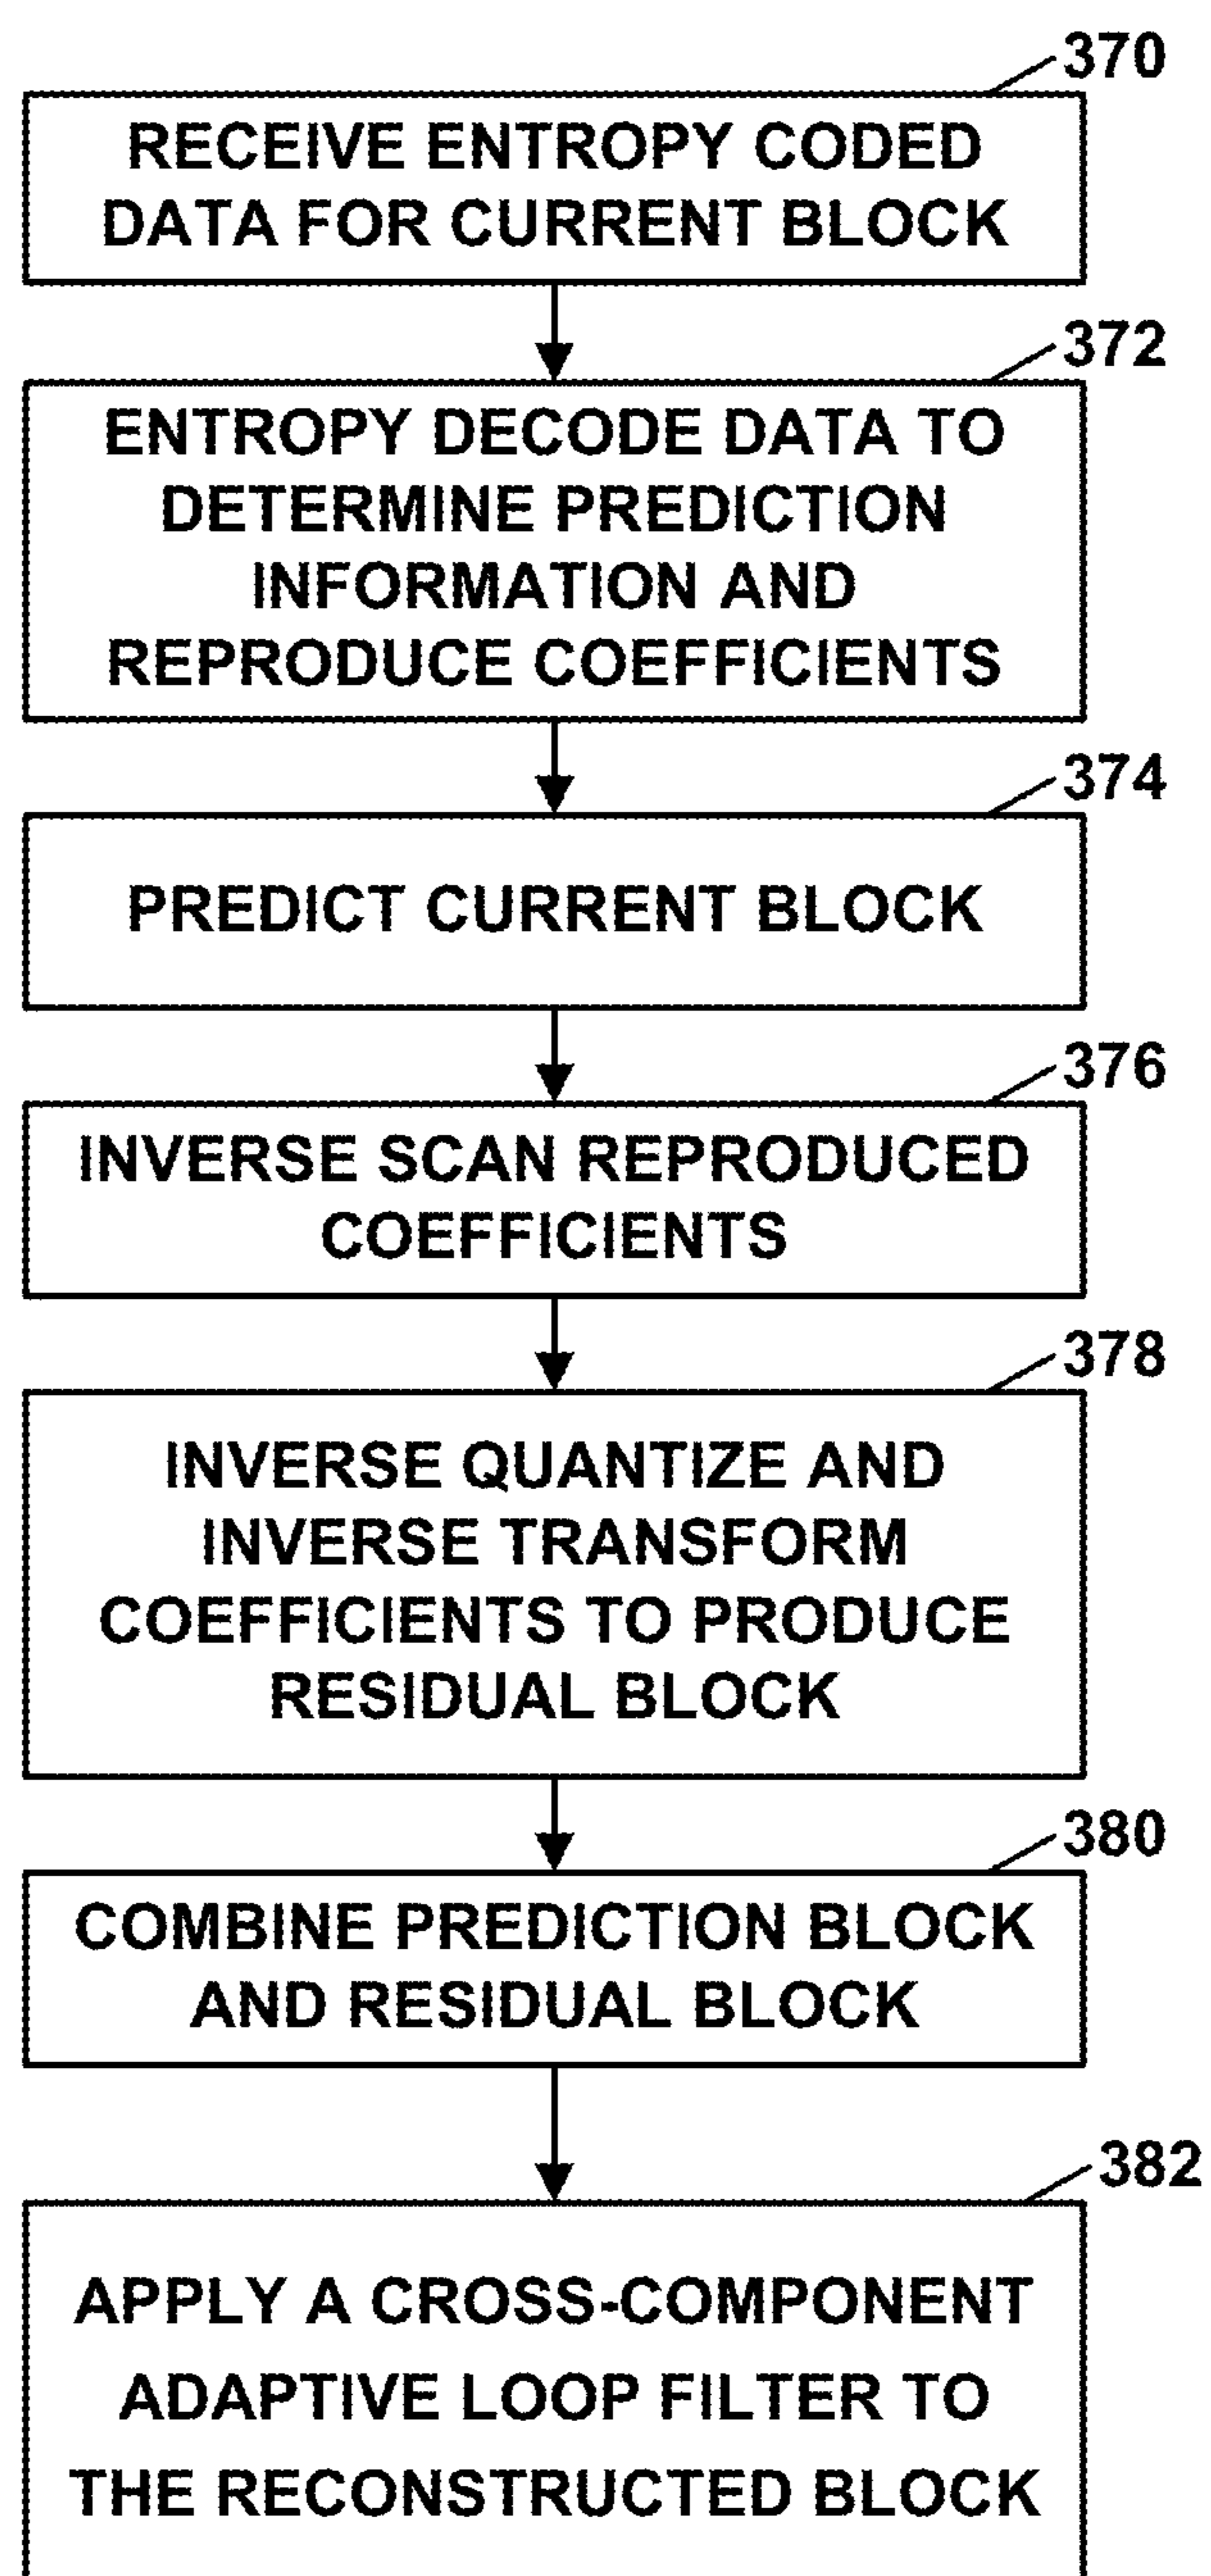 370
RECEIVE ENTROPY CODED
DATA FOR CURRENT BLOCK
372
ENTROPY DECODE DATA TO
DETERMINE PREDICTION
INFORMATION AND
REPRODUCE COEFFICIENTS
374
PREDICT CURRENT BLOCK
376
INVERSE SCAN REPRODUCED
COEFFICIENTS
378
INVERSE QUANTIZE AND
INVERSE TRANSFORM
COEFFICIENTS TO PRODUCE
RESIDUAL BLOCK
380
COMBINE PREDICTION BLOCK
AND RESIDUAL BLOCK
382
APPLY A CROSS-COMPONENT
ADAPTIVE LOOP FILTER TO
THE RECONSTRUCTED BLOCK